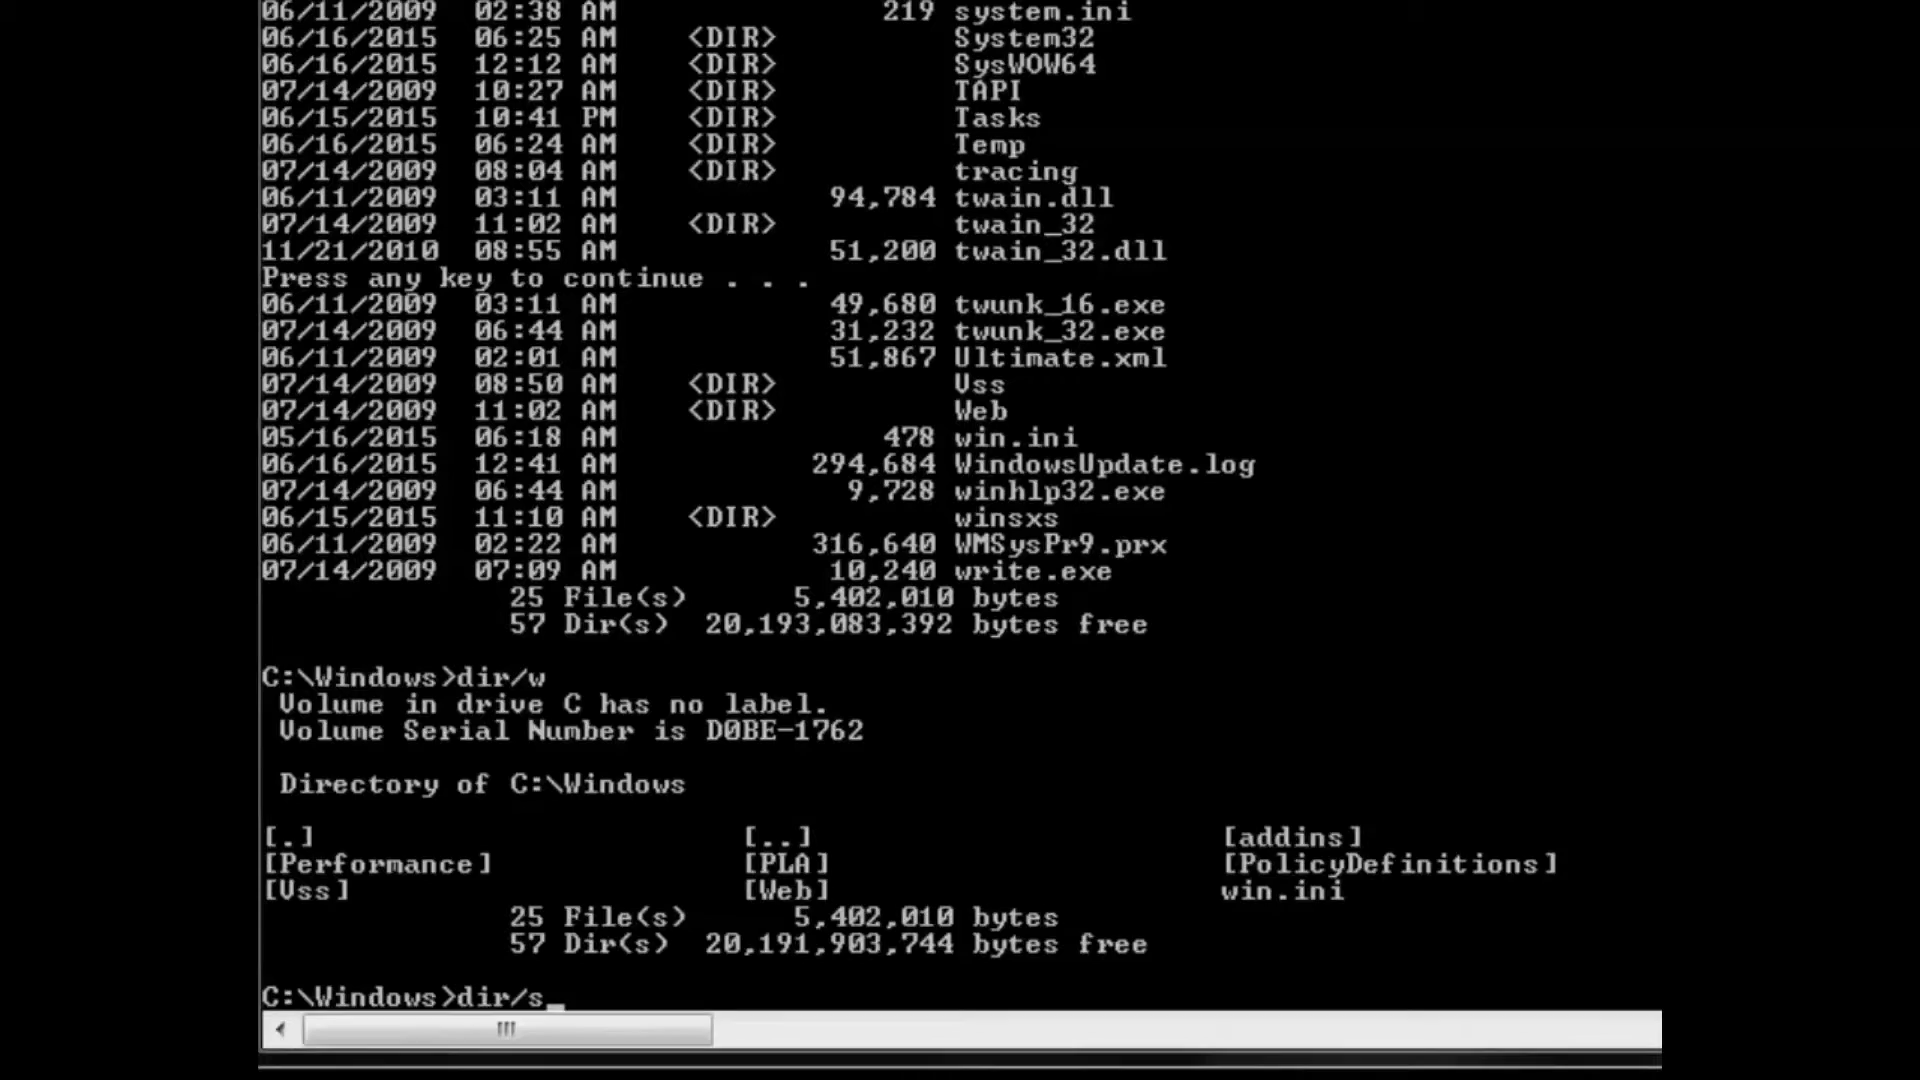 06/11/2009  02:38 AM               219 system.ini
06/16/2015  06:25 AM    <DIR>          System32
06/16/2015  12:12 AM    <DIR>          SysWOW64
07/14/2009  10:27 AM    <DIR>          TAPI
06/15/2015  10:41 PM    <DIR>          Tasks
06/16/2015  06:24 AM    <DIR>          Temp
07/14/2009  08:04 AM    <DIR>          tracing
06/11/2009  03:11 AM            94,784 twain.dll
07/14/2009  11:02 AM    <DIR>          twain_32
11/21/2010  08:55 AM            51,200 twain_32.dll
Press any key to continue . . .
06/11/2009  03:11 AM            49,680 twunk_16.exe
07/14/2009  06:44 AM            31,232 twunk_32.exe
06/11/2009  02:01 AM            51,867 Ultimate.xml
07/14/2009  08:50 AM    <DIR>          Vss
07/14/2009  11:02 AM    <DIR>          Web
05/16/2015  06:18 AM               478 win.ini
06/16/2015  12:41 AM           294,684 WindowsUpdate.log
07/14/2009  06:44 AM             9,728 winhlp32.exe
06/15/2015  11:10 AM    <DIR>          winsxs
06/11/2009  02:22 AM           316,640 WMSysPr9.prx
07/14/2009  07:09 AM            10,240 write.exe
25 File(s)      5,402,010 bytes
57 Dir(s)  20,193,083,392 bytes free
C:\Windows>dir/w
Volume in drive C has no label.
Volume Serial Number is D0BE-1762
Directory of C:\Windows
[.]                        [..]                       [addins]
[Performance]              [PLA]                      [PolicyDefinitions]
[Vss]                      [Web]                      win.ini
25 File(s)      5,402,010 bytes
57 Dir(s)  20,191,903,744 bytes free
C:\Windows>dir/s_